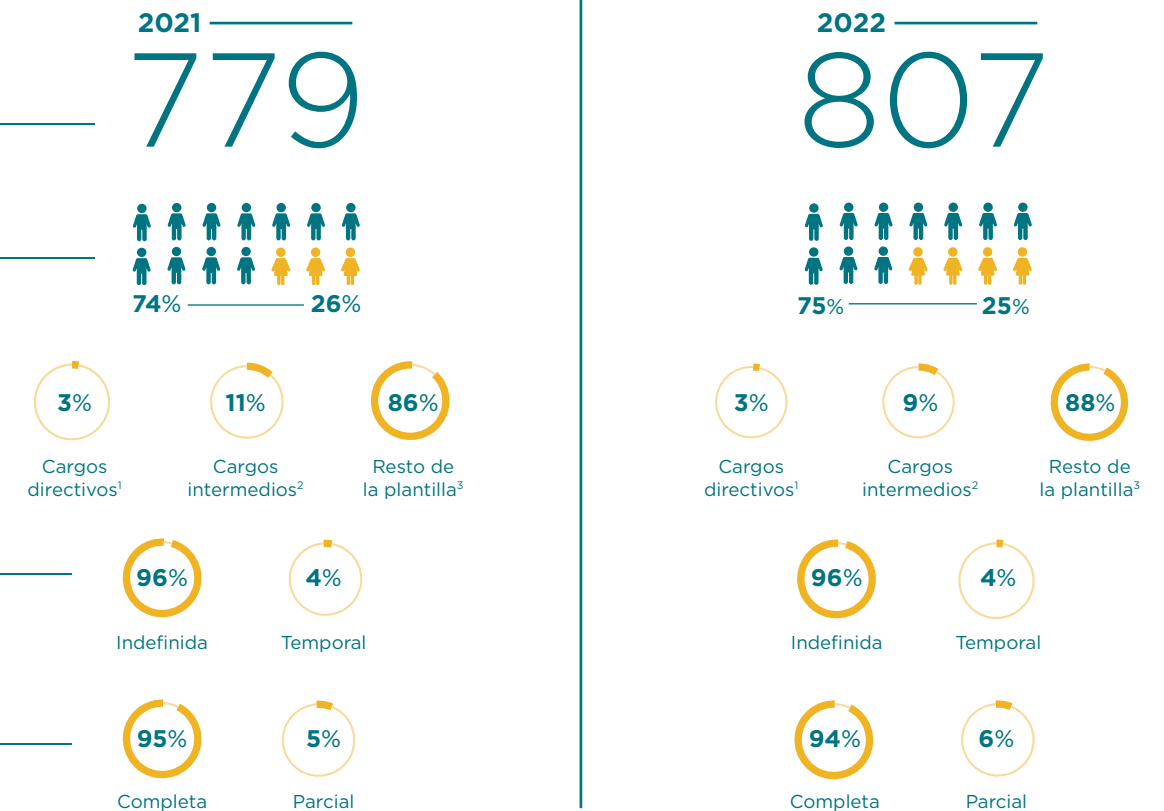 2021
779
74% 26%
3% 11% 86%
Cargos directivos¹
Cargos intermedios²
Resto de la plantilla³
96% 4%
Indefinida Temporal
95% 5%
Completa Parcial
2022
807
75% 25%
3% 9% 88%
Cargos directivos¹
Cargos intermedios²
Resto de la plantilla³
96% 4%
Indefinida Temporal
94% 6%
Completa Parcial